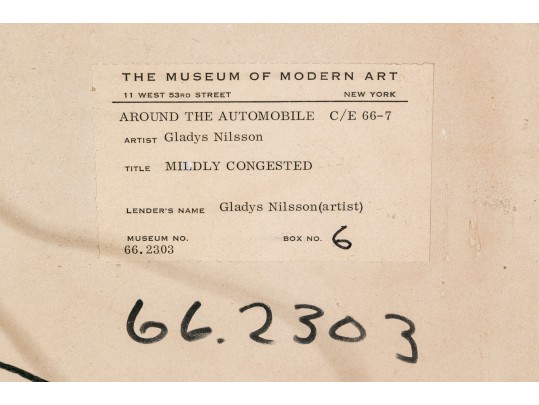 THE MUSEUM OF MODERN ART
11 WEST 53RD STREET NEW YORK
AROUND THE AUTOMOBILE C/E 66-7
ARTIST Gladys Nilsson
TITLE MILDLY CONGESTED
LENDER'S NAME Gladys Nilsson(artist)
MUSEUM NO. BOX NO. 6
66.2303
66.2303